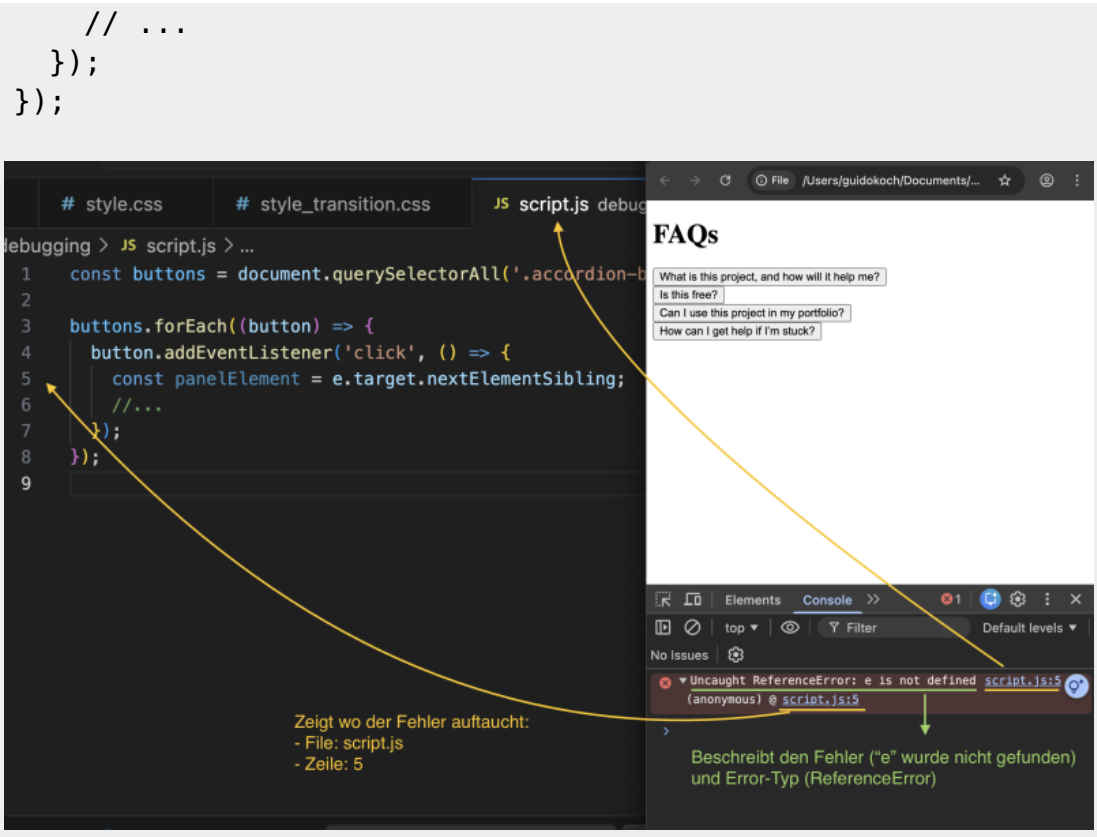 // ...
});
});
# style.css
# style_transition.css
JS script.js debug
File /Users/guidokoch/Documents/...
debugging > JS script.js > ...
1 const buttons = document.querySelectorAll('.accordion-b
2
3 buttons.forEach((button) => {
4 button.addEventListener('click', () => {
5 const panelElement = e.target.nextElementSibling;
6 //...
7 });
8 });
9
FAQs
What is this project, and how will it help me?
Is this free?
Can I use this project in my portfolio?
How can I get help if I'm stuck?
Elements Console >> 1
top Filter Default levels
No Issues
Uncaught ReferenceError: e is not defined script.js:5
(anonymous) @ script.js:5
Zeigt wo der Fehler auftaucht:
- File: script.js
- Zeile: 5
Beschreibt den Fehler (“e” wurde nicht gefunden)
und Error-Typ (ReferenceError)